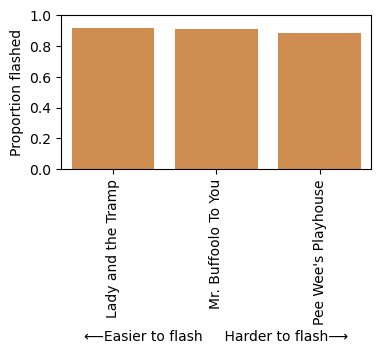 1.0
0.8
0.6
0.4
0.2
0.0
Proportion flashed
Lady and the Tramp
Mr. Buffoolo To You
Pee Wee's Playhouse
⟵Easier to flash Harder to flash⟶